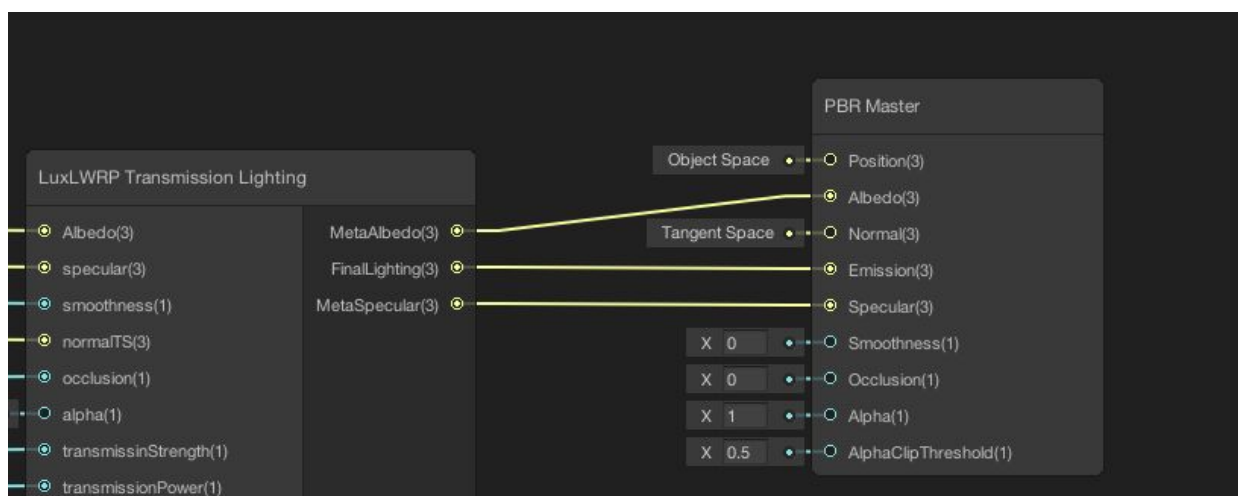 PBR Master
Object Space
Position(3)
Albedo(3)
Tangent Space
Normal(3)
Emission(3)
Specular(3)
X 0
Smoothness(1)
X 0
Occlusion(1)
X 1
Alpha(1)
X 0.5
AlphaClipThreshold(1)
LuxLWRP Transmission Lighting
Albedo(3)
MetaAlbedo(3)
specular(3)
FinalLighting(3)
smoothness(1)
MetaSpecular(3)
normalTS(3)
occlusion(1)
alpha(1)
transmissinStrength(1)
transmissionPower(1)